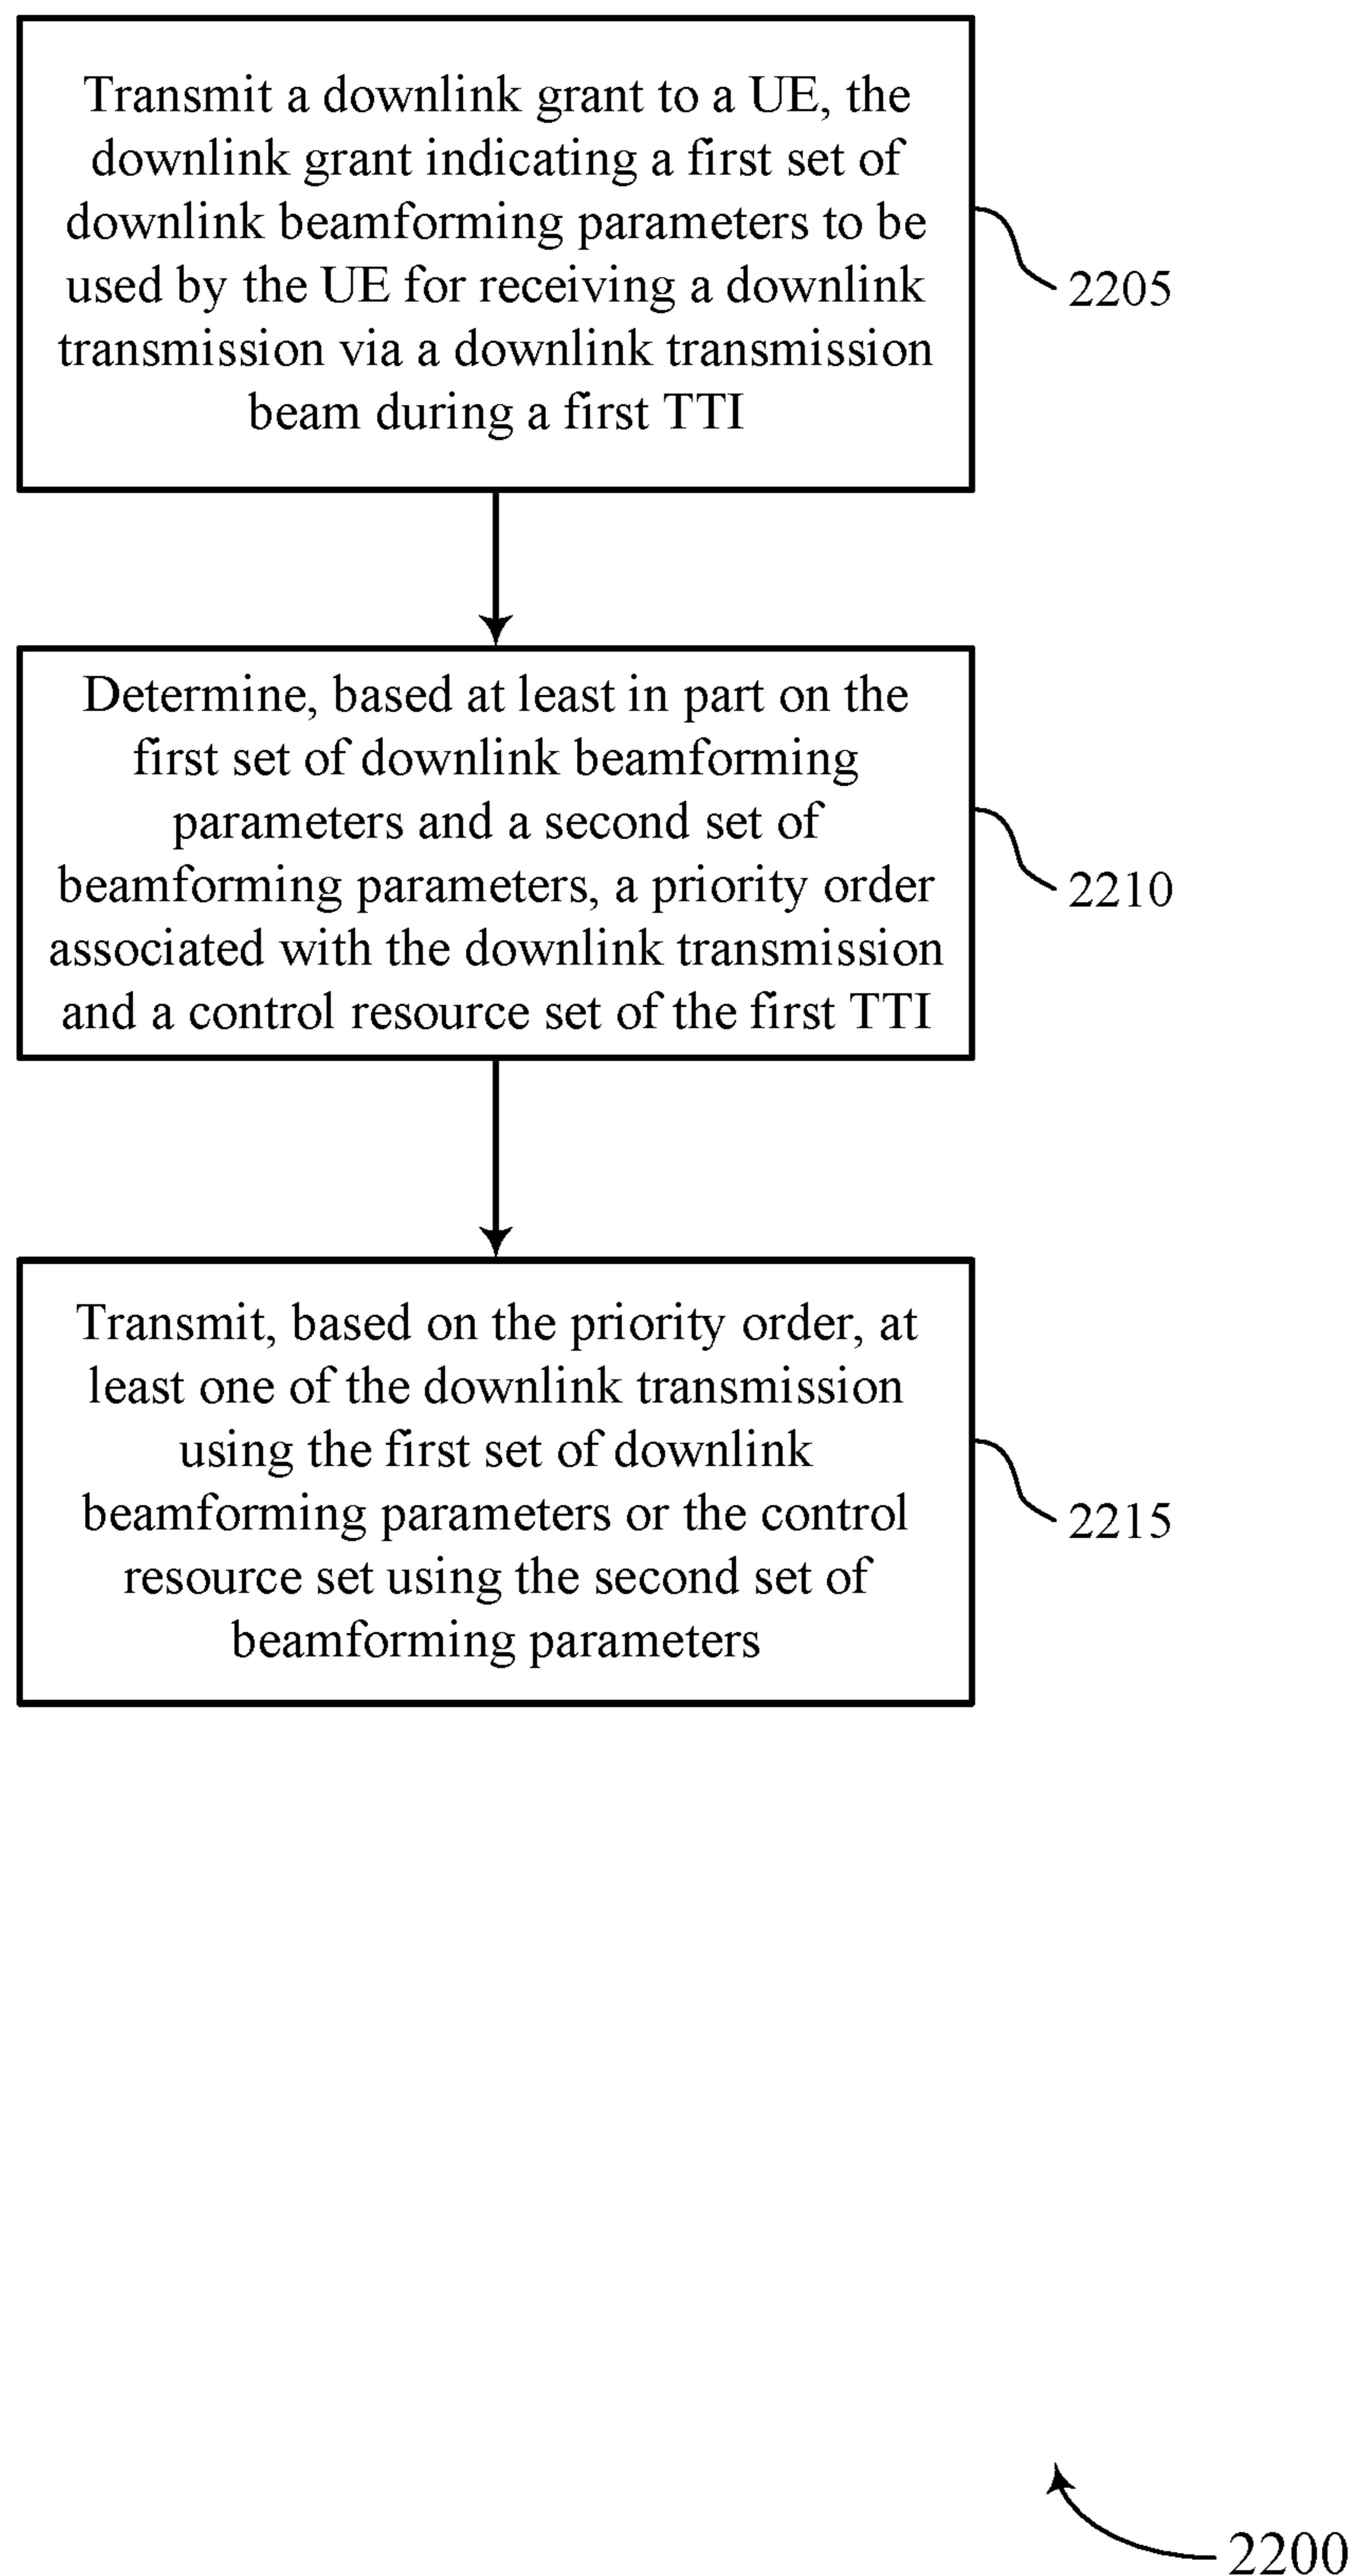 Transmit a downlink grant to a UE, the
downlink grant indicating a first set of
downlink beamforming parameters to be
used by the UE for receiving a downlink
transmission via a downlink transmission
beam during a first TTI
2205
Determine, based at least in part on the
first set of downlink beamforming
parameters and a second set of
beamforming parameters, a priority order
associated with the downlink transmission
and a control resource set of the first TTI
2210
Transmit, based on the priority order, at
least one of the downlink transmission
using the first set of downlink
beamforming parameters or the control
resource set using the second set of
beamforming parameters
2215
2200